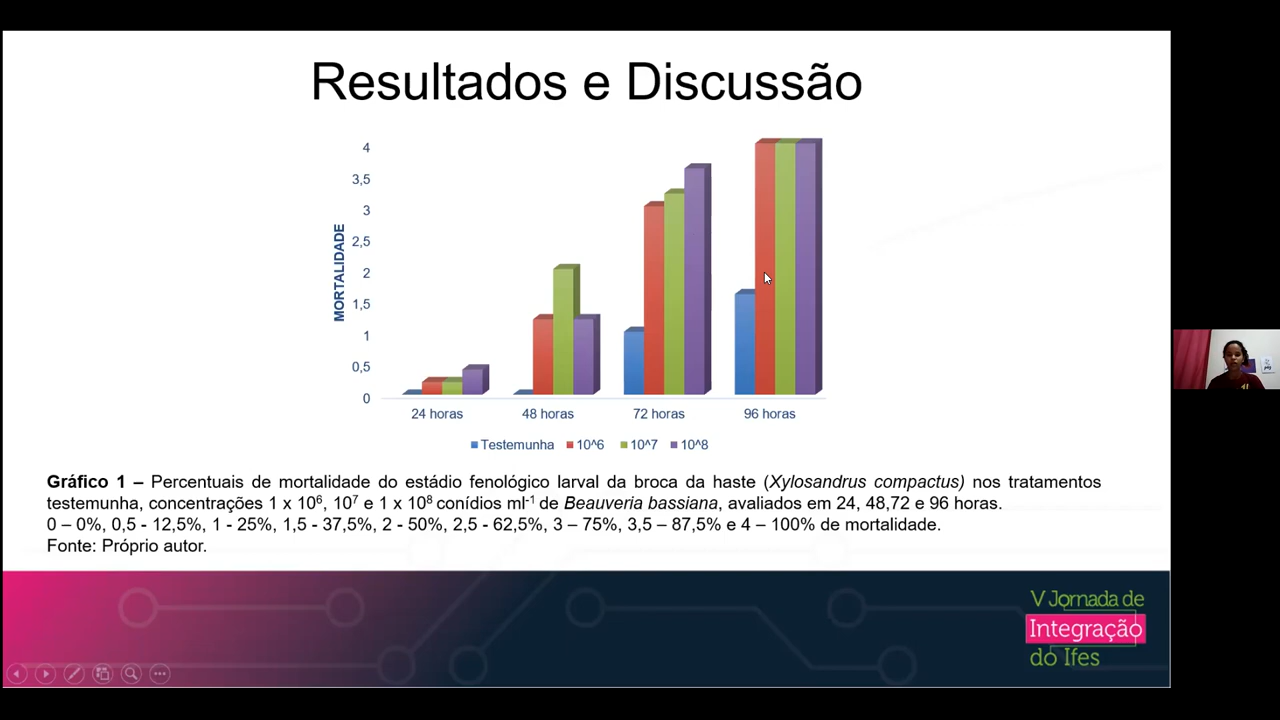 Resultados e Discussão
4
3,5
3
2,5
2
1,5
1
0,5
0
MORTALIDADE
24 horas
48 horas
72 horas
96 horas
Testemunha
10^6
10^7
10^8
Gráfico 1 – Percentuais de mortalidade do estádio fenológico larval da broca da haste (Xylosandrus compactus) nos tratamentos
testemunha, concentrações 1 x 10⁶, 10⁷ e 1 x 10⁸ conídios ml⁻¹ de Beauveria bassiana, avaliados em 24, 48,72 e 96 horas.
0 – 0%, 0,5 - 12,5%, 1 - 25%, 1,5 - 37,5%, 2 - 50%, 2,5 - 62,5%, 3 – 75%, 3,5 – 87,5% e 4 – 100% de mortalidade.
Fonte: Próprio autor.
V Jornada de
Integração
do Ifes